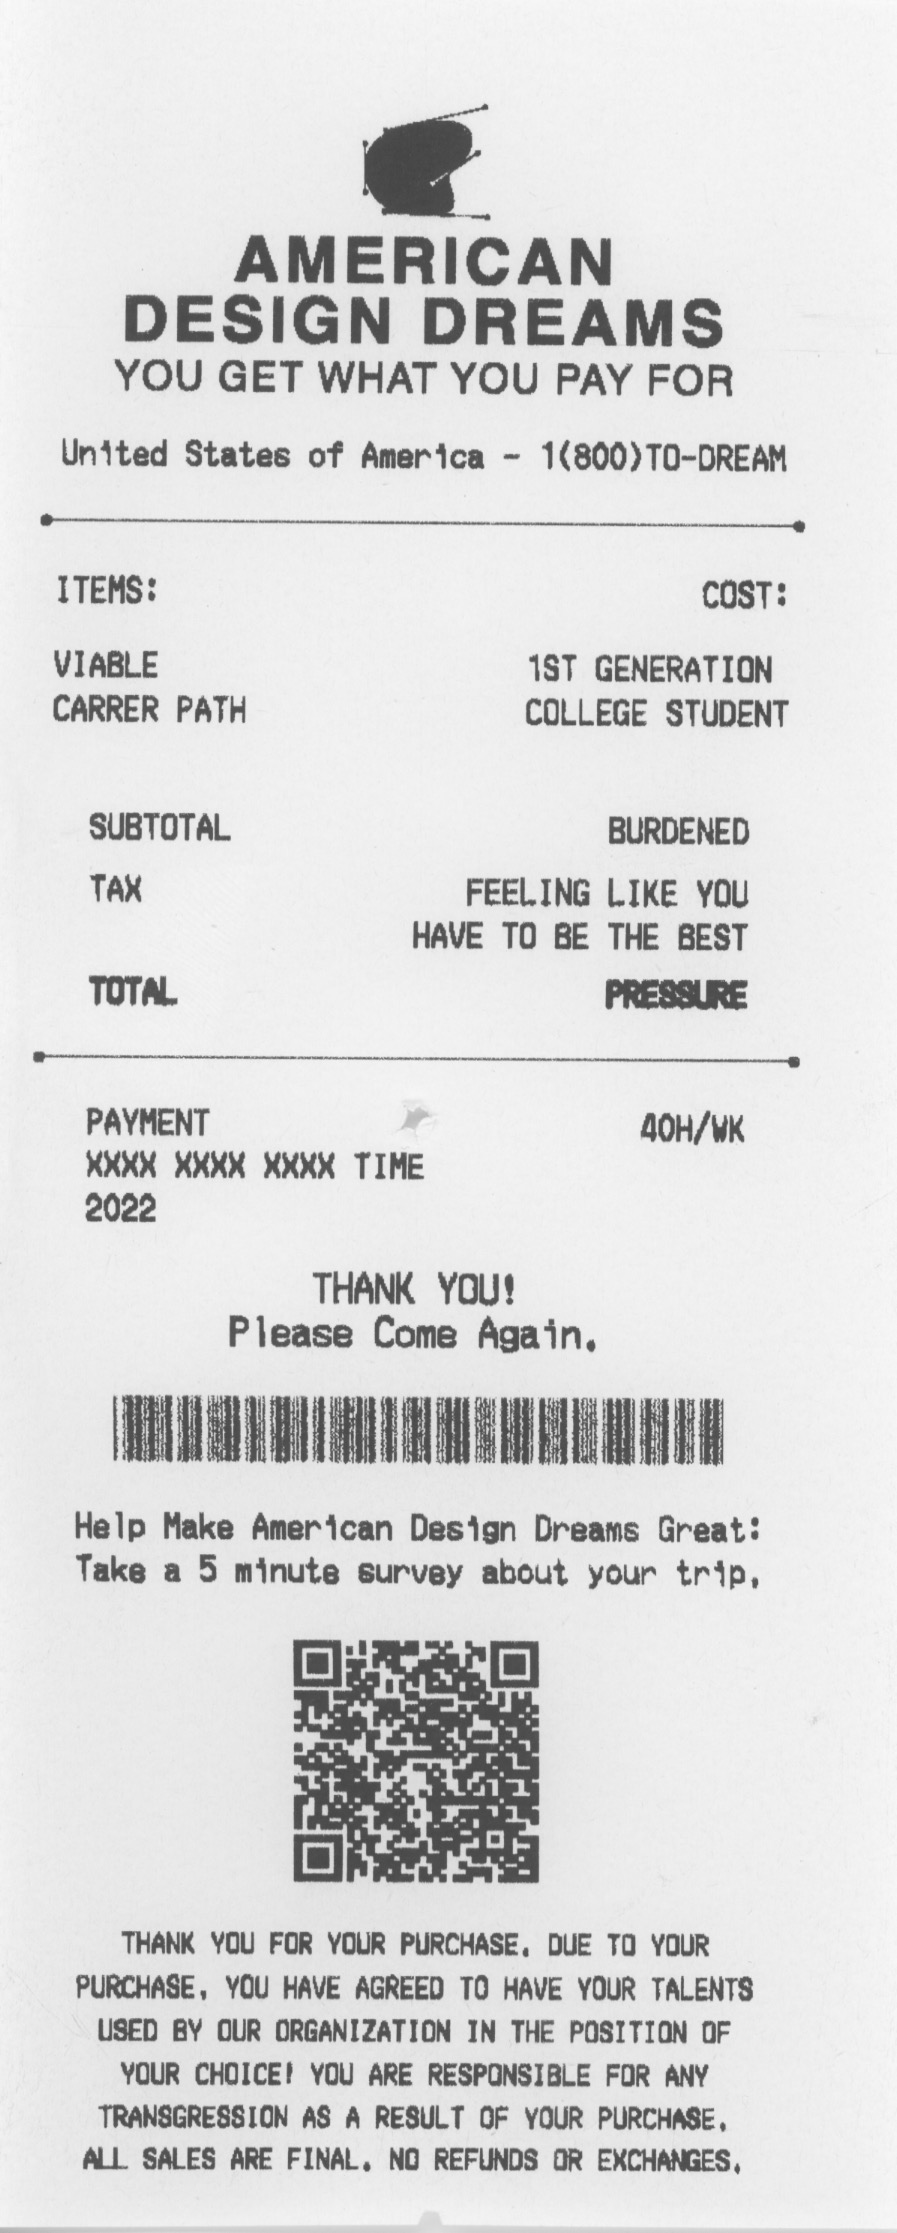 AMERICAN
DESIGN DREAMS
YOU GET WHAT YOU PAY FOR
United States of America - 1(800)TO-DREAM
ITEMS: COST:
VIABLE 1ST GENERATION
CARRER PATH COLLEGE STUDENT
SUBTOTAL BURDENED
TAX FEELING LIKE YOU
HAVE TO BE THE BEST
TOTAL PRESSURE
PAYMENT 40H/WK
XXXX XXXX XXXX TIME
2022
THANK YOU!
Please Come Again.
Help Make American Design Dreams Great:
Take a 5 minute survey about your trip.
THANK YOU FOR YOUR PURCHASE. DUE TO YOUR
PURCHASE, YOU HAVE AGREED TO HAVE YOUR TALENTS
USED BY OUR ORGANIZATION IN THE POSITION OF
YOUR CHOICE! YOU ARE RESPONSIBLE FOR ANY
TRANSGRESSION AS A RESULT OF YOUR PURCHASE.
ALL SALES ARE FINAL. NO REFUNDS OR EXCHANGES.